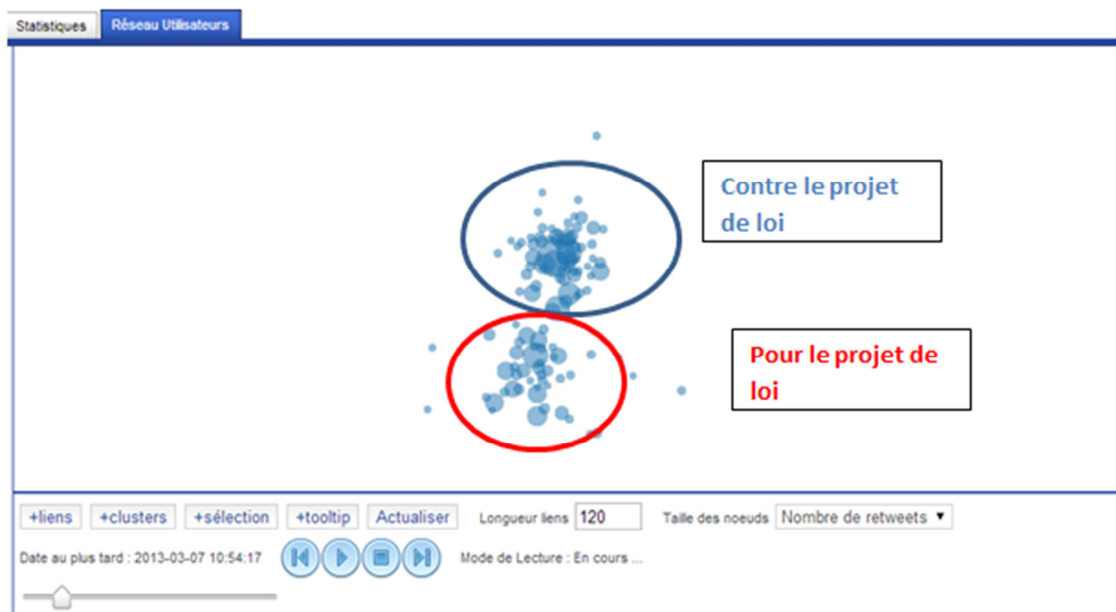 Statistiques
Réseau Utilisateurs
Contre le projet
de loi
Pour le projet de
loi
+liens
+clusters
+sélection
+tooltip
Actualiser
Longueur liens 120
Taille des noeuds Nombre de retweets
Date au plus tard : 2013-03-07 10:54:17
Mode de Lecture : En cours ...